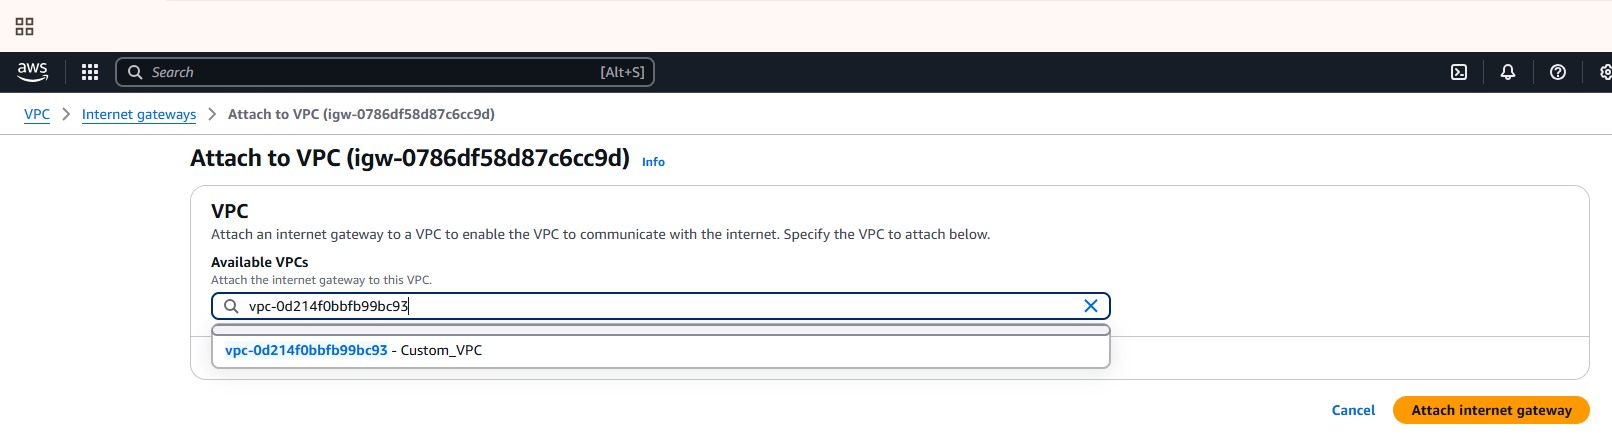 aws
Search [Alt+S]
VPC > Internet gateways > Attach to VPC (igw-0786df58d87c6cc9d)
Attach to VPC (igw-0786df58d87c6cc9d) Info
VPC
Attach an internet gateway to a VPC to enable the VPC to communicate with the internet. Specify the VPC to attach below.
Available VPCs
Attach the internet gateway to this VPC.
vpc-0d214f0bbfb99bc93
vpc-0d214f0bbfb99bc93 - Custom_VPC
Cancel Attach internet gateway